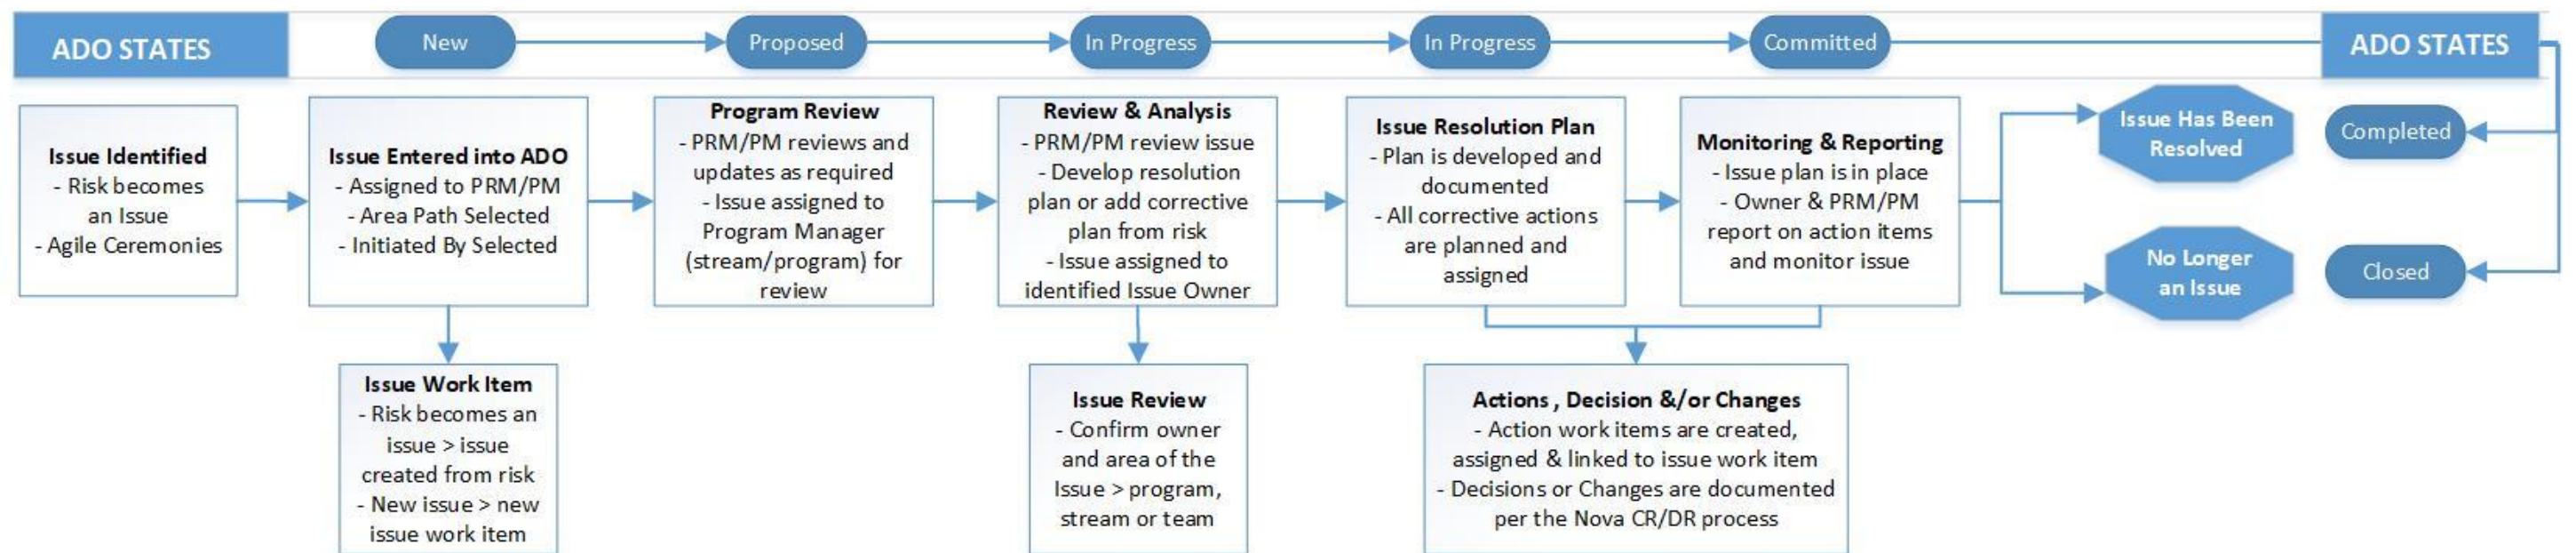 ADO STATES
New
Proposed
In Progress
In Progress
Committed
ADO STATES
Issue Identified
- Risk becomes
an Issue
- Agile Ceremonies
Issue Entered into ADO
- Assigned to PRM/PM
- Area Path Selected
- Initiated By Selected
Program Review
- PRM/PM reviews and
updates as required
- Issue assigned to
Program Manager
(stream/program) for
review
Review & Analysis
- PRM/PM review issue
- Develop resolution
plan or add corrective
plan from risk
- Issue assigned to
identified Issue Owner
Issue Resolution Plan
- Plan is developed and
documented
- All corrective actions
are planned and
assigned
Monitoring & Reporting
- Issue plan is in place
- Owner & PRM/PM
report on action items
and monitor issue
Issue Has Been
Resolved
Completed
No Longer
an Issue
Closed
Issue Work Item
- Risk becomes an
issue > issue
created from risk
- New issue > new
issue work item
Issue Review
- Confirm owner
and area of the
Issue > program,
stream or team
Actions , Decision &/or Changes
- Action work items are created,
assigned & linked to issue work item
- Decisions or Changes are documented
per the Nova CR/DR process